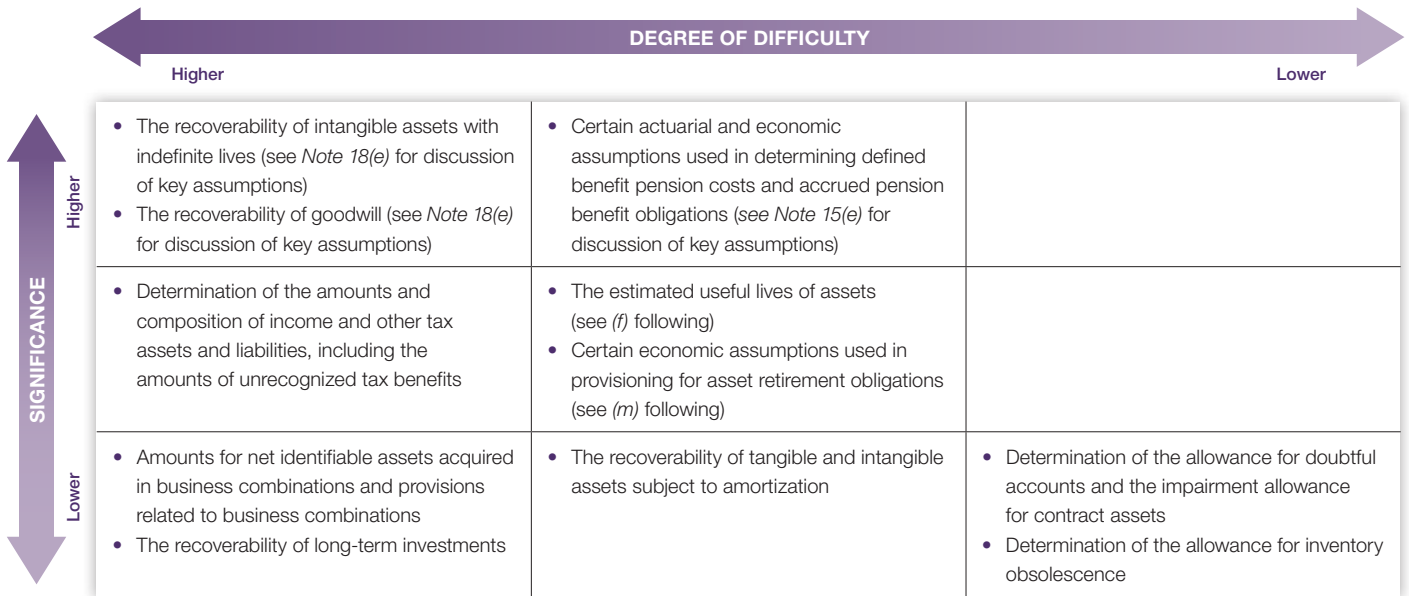 DEGREE OF DIFFICULTY
Higher
Lower
SIGNIFICANCE
Higher
• The recoverability of intangible assets with
indefinite lives (see Note 18(e) for discussion
of key assumptions)
• The recoverability of goodwill (see Note 18(e)
for discussion of key assumptions)
• Certain actuarial and economic
assumptions used in determining defined
benefit pension costs and accrued pension
benefit obligations (see Note 15(e) for
discussion of key assumptions)
• Determination of the amounts and
composition of income and other tax
assets and liabilities, including the
amounts of unrecognized tax benefits
• The estimated useful lives of assets
(see (f) following)
• Certain economic assumptions used in
provisioning for asset retirement obligations
(see (m) following)
Lower
• Amounts for net identifiable assets acquired
in business combinations and provisions
related to business combinations
• The recoverability of long-term investments
• The recoverability of tangible and intangible
assets subject to amortization
• Determination of the allowance for doubtful
accounts and the impairment allowance
for contract assets
• Determination of the allowance for inventory
obsolescence